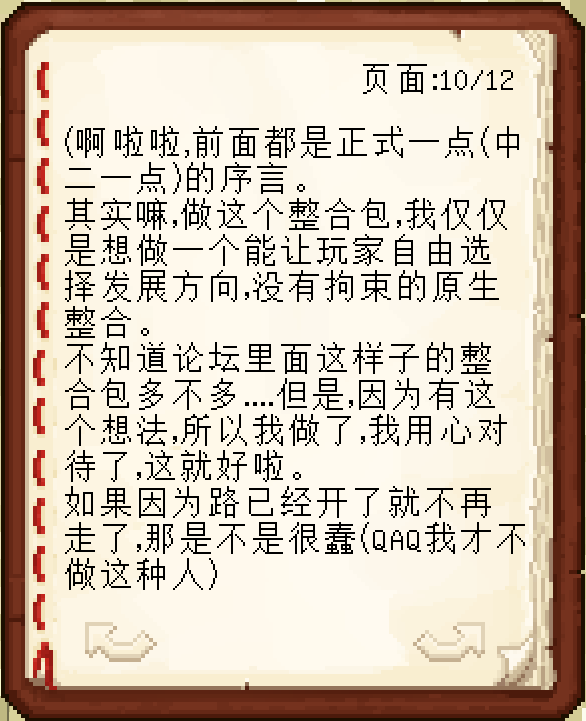 页面:10/12
(啊啦啦,前面都是正式一点(中
二一点)的序言。
其实嘛,做这个整合包,我仅仅
是想做一个能让玩家自由选
择发展方向,没有拘束的原生
整合。
不知道论坛里面这样子的整
合包多不多....但是,因为有这
个想法,所以我做了,我用心对
待了,这就好啦。
如果因为路已经开了就不再
走了,那是不是很蠢(QAQ我才不
做这种人)